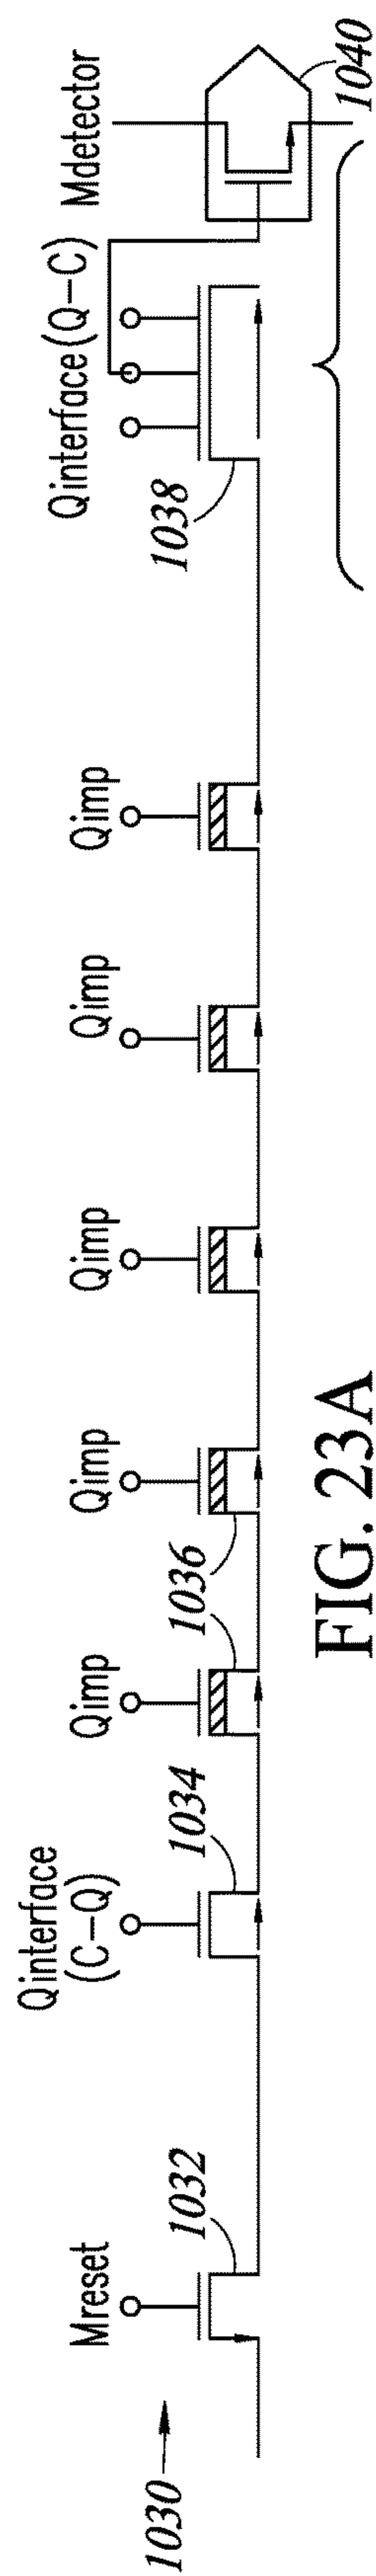 1030
Mreset
1032
Qinterface
(C-Q)
1034
Qimp
1036
Qimp
Qimp
Qimp
Qimp
Qinterface(Q-C)
1038
Mdetector
1040
FIG. 23A